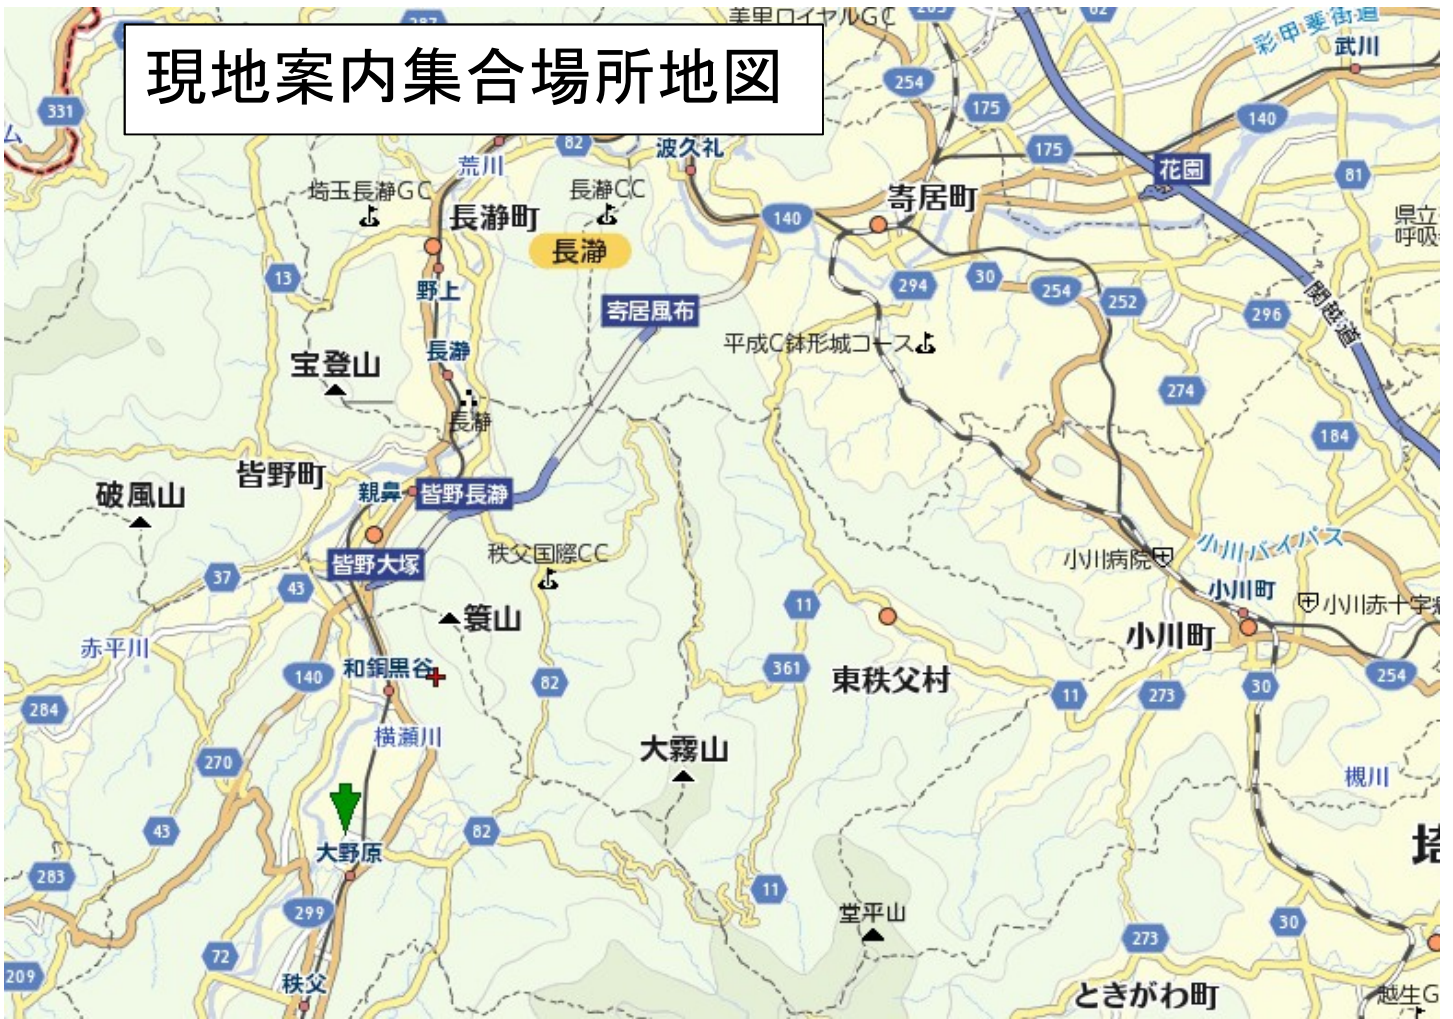 現地案内集合場所地図
美里ロイヤルGC
彩甲斐街道
武川
331
254
175
140
82
175
荒川
波久礼
花園
81
埼玉長瀞GC
長瀞CC
寄居町
長瀞町
140
県立
呼吸
長瀞
13
野上
294
30
254
252
寄居風布
296
関越道
平成C鉢形城コース
長瀞
宝登山
274
長瀞
184
皆野町
破風山
親鼻
皆野長瀞
小川バイパス
秩父国際CC
小川病院
皆野大塚
37
43
小川町
11
小川赤十字
蓑山
赤平川
小川町
140
和銅黒谷
82
361
東秩父村
254
284
11
273
30
横瀬川
大霧山
270
槻川
43
82
大野原
埼
283
11
299
堂平山
30
273
72
209
秩父
ときがわ町
越生G